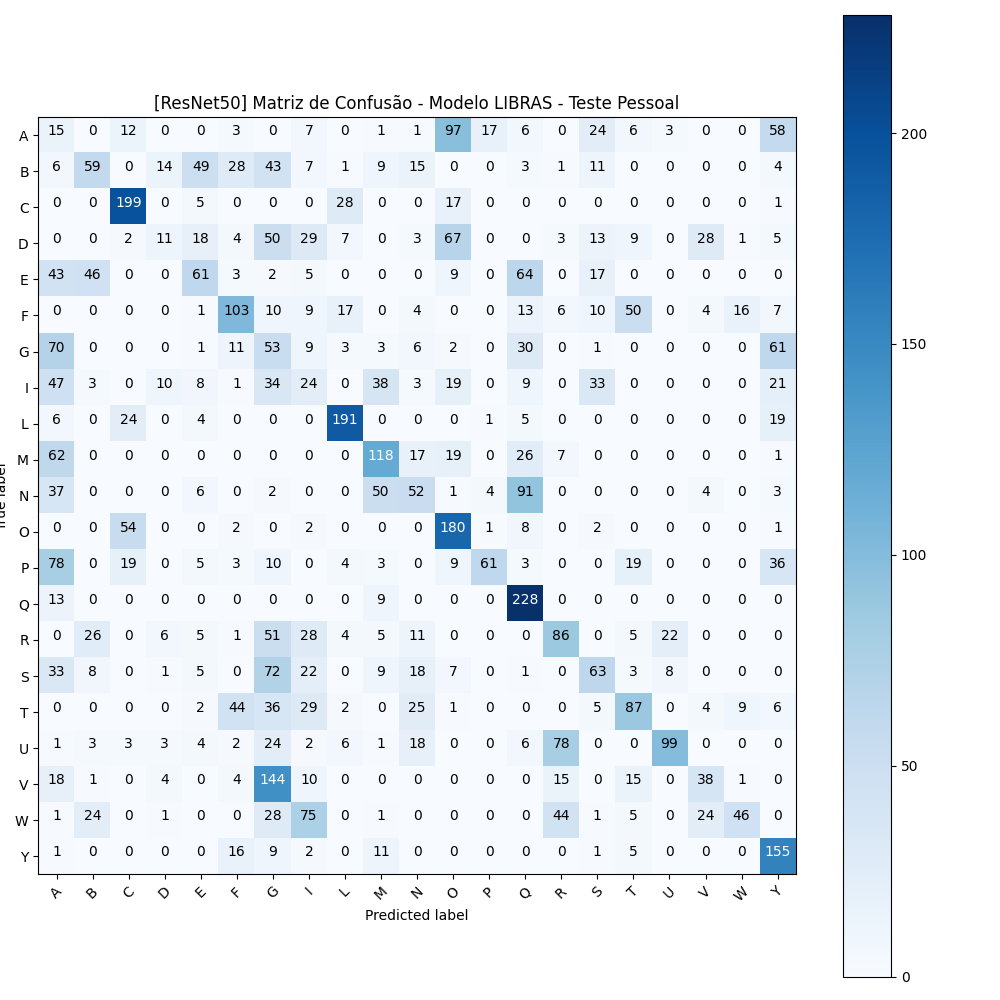 [ResNet50] Matriz de Confusão - Modelo LIBRAS - Teste Pessoal
A 15 0 12 0 0 3 0 7 0 1 1 97 17 6 0 24 6 3 0 0 58
B 6 59 0 14 49 28 43 7 1 9 15 0 0 3 1 11 0 0 0 0 4
C 0 0 199 0 5 0 0 0 28 0 0 17 0 0 0 0 0 0 0 0 1
D 0 0 2 11 18 4 50 29 7 0 3 67 0 0 3 13 9 0 28 1 5
E 43 46 0 0 61 3 2 5 0 0 0 9 0 64 0 17 0 0 0 0 0
F 0 0 0 0 1 103 10 9 17 0 4 0 0 13 6 10 50 0 4 16 7
G 70 0 0 0 1 11 53 9 3 3 6 2 0 30 0 1 0 0 0 0 61
I 47 3 0 10 8 1 34 24 0 38 3 19 0 9 0 33 0 0 0 0 21
L 6 0 24 0 4 0 0 0 191 0 0 0 1 5 0 0 0 0 0 0 19
M 62 0 0 0 0 0 0 0 0 118 17 19 0 26 7 0 0 0 0 0 1
N 37 0 0 0 6 0 2 0 0 50 52 1 4 91 0 0 0 0 4 0 3
O 0 0 54 0 0 2 0 2 0 0 0 180 1 8 0 2 0 0 0 0 1
P 78 0 19 0 5 3 10 0 4 3 0 9 61 3 0 0 19 0 0 0 36
Q 13 0 0 0 0 0 0 0 0 9 0 0 0 228 0 0 0 0 0 0 0
R 0 26 0 6 5 1 51 28 4 5 11 0 0 0 86 0 5 22 0 0 0
S 33 8 0 1 5 0 72 22 0 9 18 7 0 1 0 63 3 8 0 0 0
T 0 0 0 0 2 44 36 29 2 0 25 1 0 0 0 5 87 0 4 9 6
U 1 3 3 3 4 2 24 2 6 1 18 0 0 6 78 0 0 99 0 0 0
V 18 1 0 4 0 4 144 10 0 0 0 0 0 0 15 0 15 0 38 1 0
W 1 24 0 1 0 0 28 75 0 1 0 0 0 0 44 1 5 0 24 46 0
Y 1 0 0 0 0 16 9 2 0 11 0 0 0 0 0 1 5 0 0 0 155
A B C D E F G I L M N O P Q R S T U V W Y
Predicted label
True label
200
150
100
50
0